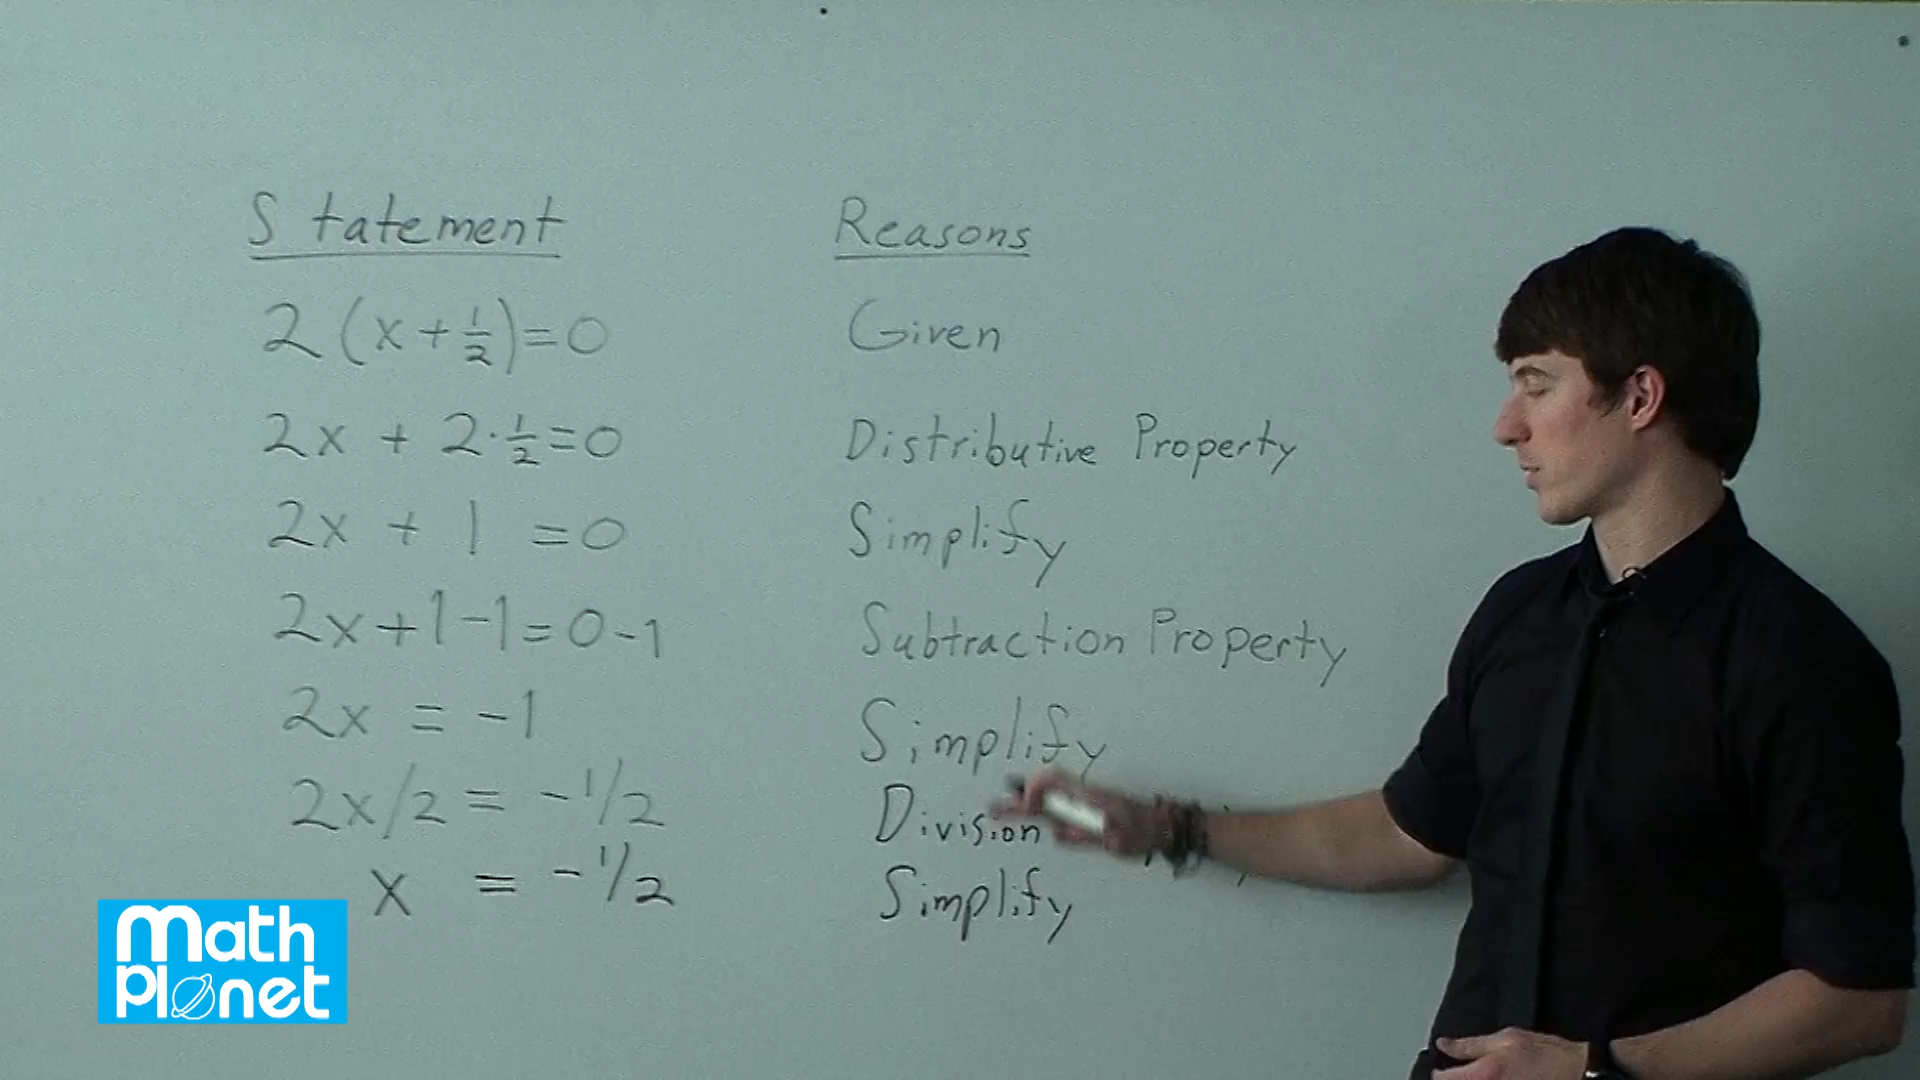 Statement Reasons
2(x+½)=0 Given
2x + 2·½=0 Distributive Property
2x + 1 =0 Simplify
2x+1-1=0-1 Subtraction Property
2x = -1 Simplify
2x/2 = -1/2 Division
x = -1/2 Simplify
Math
Planet